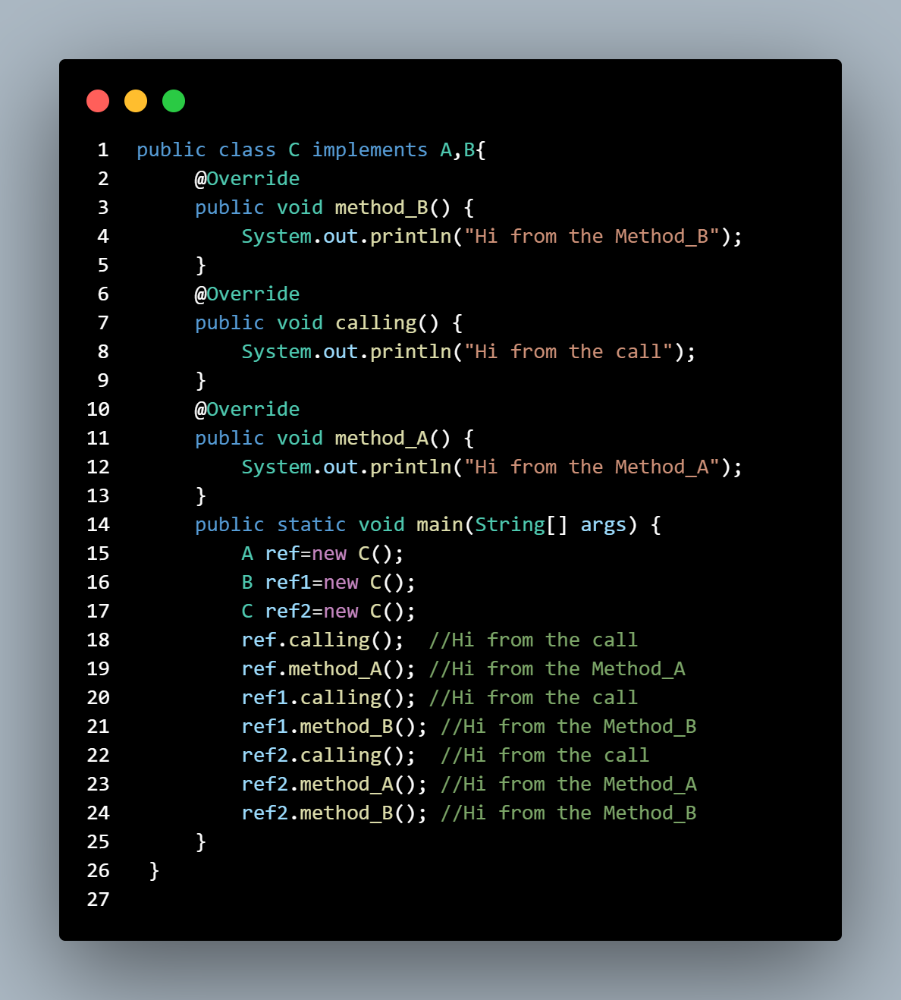 1 public class C implements A,B{
2 @Override
3 public void method_B() {
4 System.out.println("Hi from the Method_B");
5 }
6 @Override
7 public void calling() {
8 System.out.println("Hi from the call");
9 }
10 @Override
11 public void method_A() {
12 System.out.println("Hi from the Method_A");
13 }
14 public static void main(String[] args) {
15 A ref=new C();
16 B ref1=new C();
17 C ref2=new C();
18 ref.calling();  //Hi from the call
19 ref.method_A(); //Hi from the Method_A
20 ref1.calling(); //Hi from the call
21 ref1.method_B(); //Hi from the Method_B
22 ref2.calling();  //Hi from the call
23 ref2.method_A(); //Hi from the Method_A
24 ref2.method_B(); //Hi from the Method_B
25 }
26 }
27